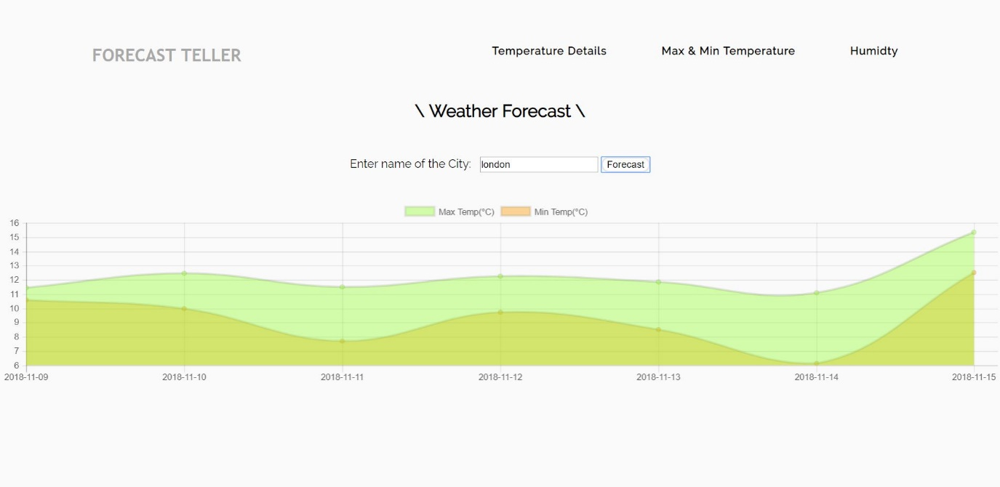 FORECAST TELLER
Temperature Details
Max & Min Temperature
Humidty
\ Weather Forecast \
Enter name of the City: london Forecast
Max Temp(°C) Min Temp(°C)
16
15
14
13
12
11
10
9
8
7
6
2018-11-09 2018-11-10 2018-11-11 2018-11-12 2018-11-13 2018-11-14 2018-11-15